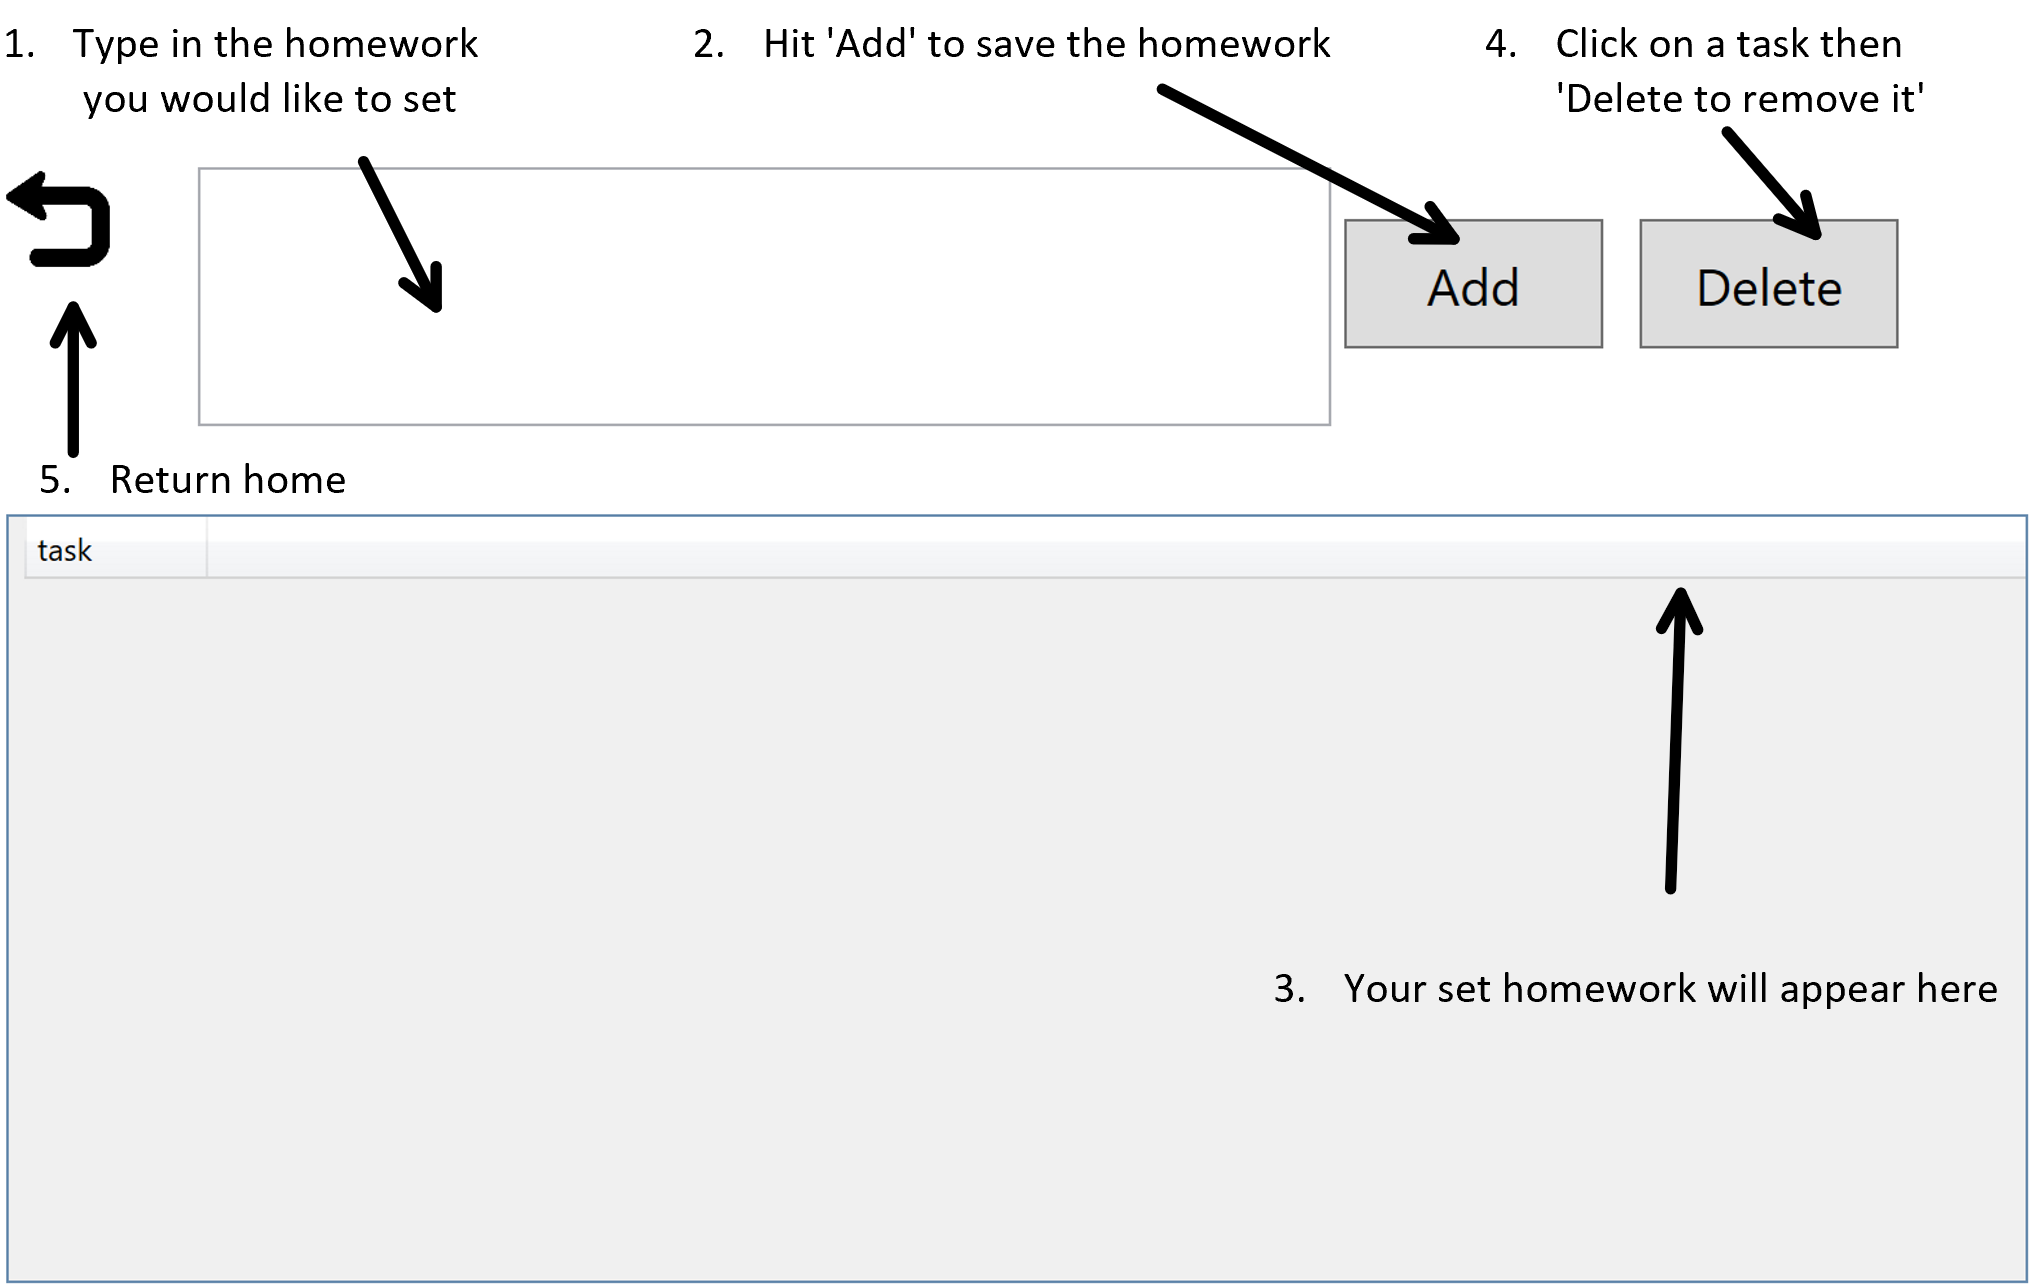 1. Type in the homework
you would like to set
2. Hit 'Add' to save the homework
4. Click on a task then
'Delete to remove it'
Add
Delete
5. Return home
task
3. Your set homework will appear here